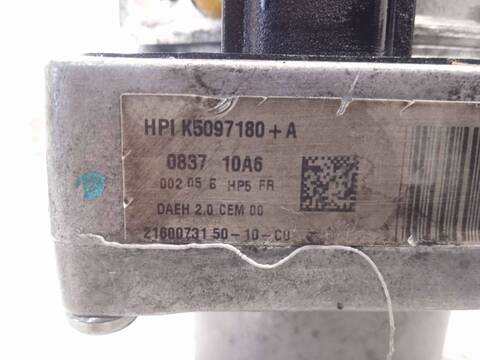 HPI K5097180+A
0837 10A6
002 05 6 HP5 FR
DAEH 2.0 CEM 00
21600731 50-10-CU